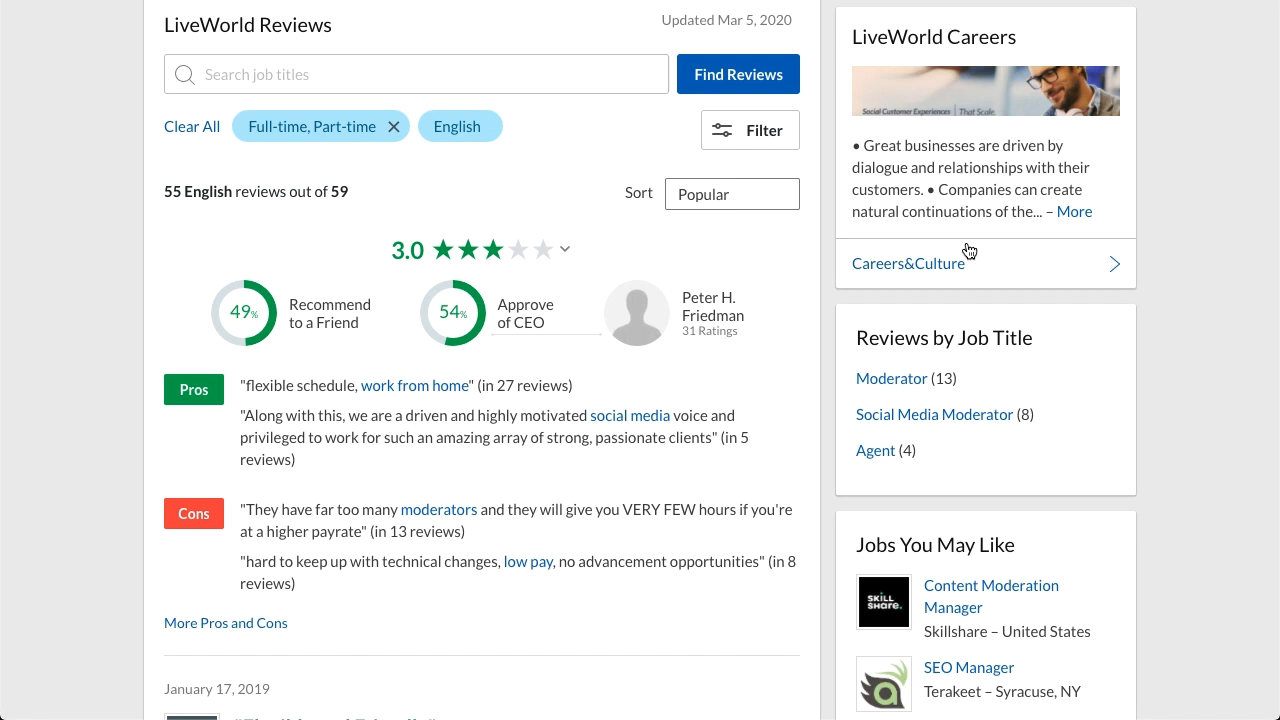 LiveWorld Reviews
Updated Mar 5, 2020
Search job titles
Find Reviews
Clear All
Full-time, Part-time
English
Filter
55 English reviews out of 59
Sort
Popular
3.0
49%
Recommend
to a Friend
54%
Approve
of CEO
Peter H.
Friedman
31 Ratings
Pros
"flexible schedule, work from home" (in 27 reviews)
"Along with this, we are a driven and highly motivated social media voice and
privileged to work for such an amazing array of strong, passionate clients" (in 5
reviews)
Cons
"They have far too many moderators and they will give you VERY FEW hours if you're
at a higher payrate" (in 13 reviews)
"hard to keep up with technical changes, low pay, no advancement opportunities" (in 8
reviews)
More Pros and Cons
January 17, 2019
LiveWorld Careers
Social Customer Experiences | That Scale.
• Great businesses are driven by
dialogue and relationships with their
customers. • Companies can create
natural continuations of the... – More
Careers&Culture
Reviews by Job Title
Moderator (13)
Social Media Moderator (8)
Agent (4)
Jobs You May Like
SKILL
SHARE.
Content Moderation
Manager
Skillshare – United States
SEO Manager
Terakeet – Syracuse, NY